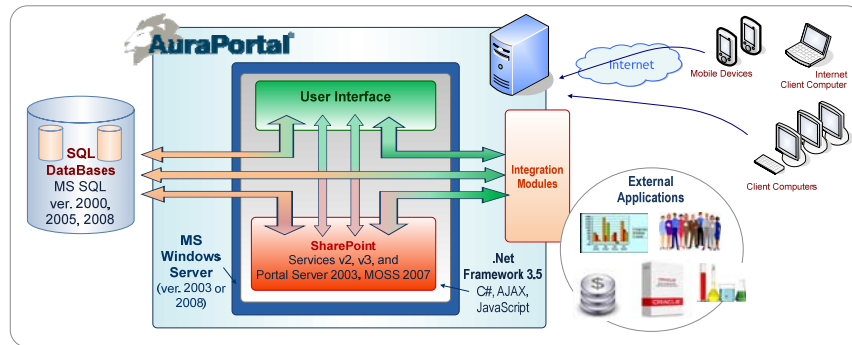 AuraPortal®
User Interface
SQL
DataBases
MS SQL
ver. 2000,
2005, 2008
Integration
Modules
SharePoint
Services v2, v3, and
Portal Server 2003, MOSS 2007
MS
Windows
Server
(ver. 2003 or
2008)
.Net
Framework 3.5
C#, AJAX,
JavaScript
Internet
Mobile Devices
Internet
Client Computer
Client Computers
External
Applications
$
ORACLE